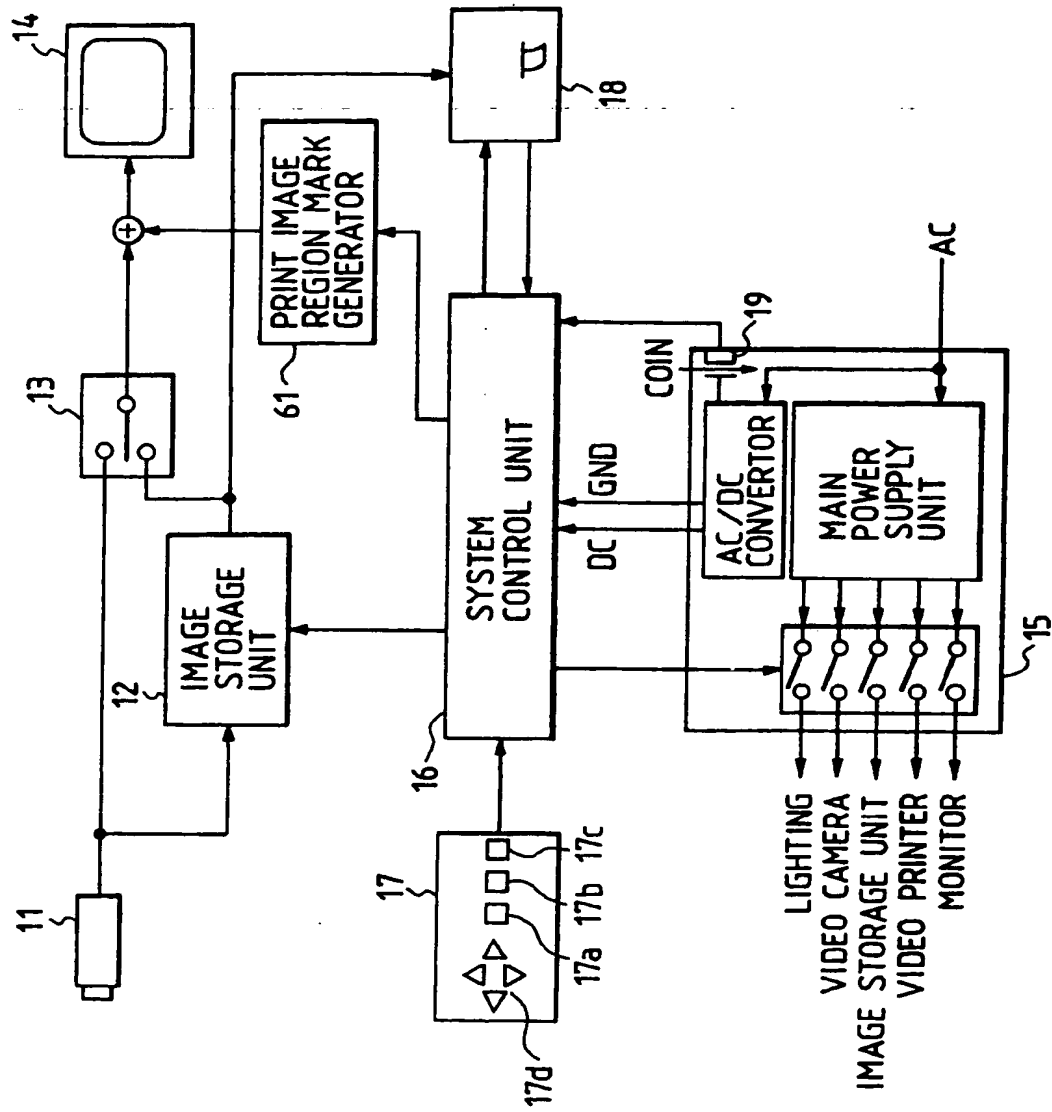 11
12
IMAGE
STORAGE
UNIT
13
14
61
PRINT IMAGE
REGION MARK
GENERATOR
16
SYSTEM
CONTROL UNIT
17
17a
17b
17c
17d
18
DC
GND
COIN
19
AC/DC
CONVERTOR
AC
MAIN
POWER
SUPPLY
UNIT
15
LIGHTING
VIDEO CAMERA
IMAGE STORAGE UNIT
VIDEO PRINTER
MONITOR